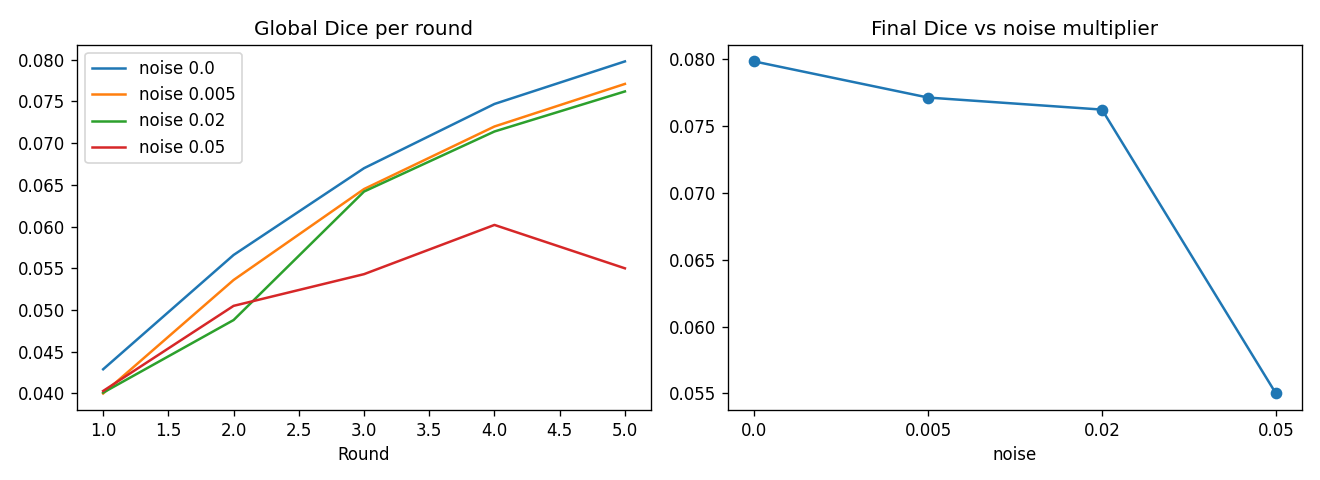 Global Dice per round
0.080
0.075
0.070
0.065
0.060
0.055
0.050
0.045
0.040
noise 0.0
noise 0.005
noise 0.02
noise 0.05
1.0 1.5 2.0 2.5 3.0 3.5 4.0 4.5 5.0
Round
Final Dice vs noise multiplier
0.080
0.075
0.070
0.065
0.060
0.055
0.0 0.005 0.02 0.05
noise